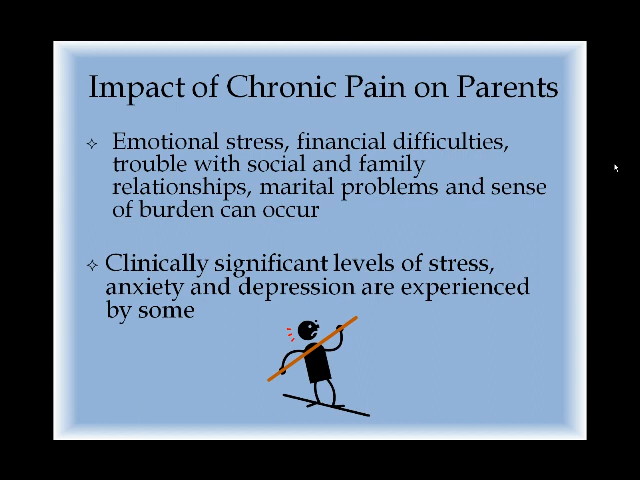 Impact of Chronic Pain on Parents
Emotional stress, financial difficulties,
trouble with social and family
relationships, marital problems and sense
of burden can occur
Clinically significant levels of stress,
anxiety and depression are experienced
by some